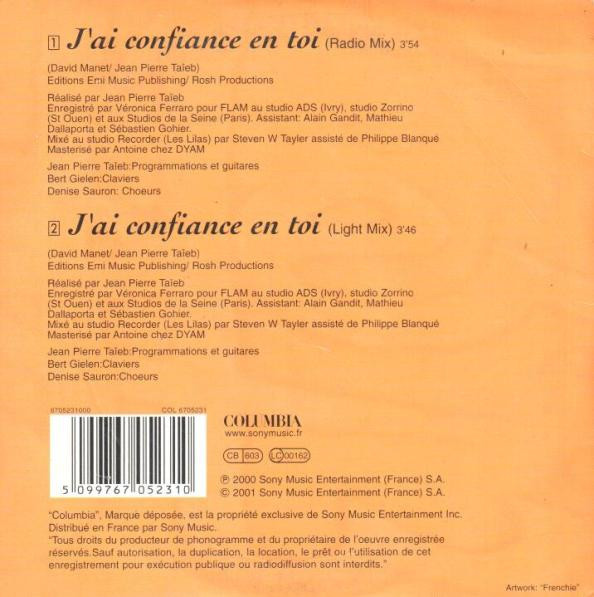 1 J'ai confiance en toi (Radio Mix) 3'54
(David Manet/ Jean Pierre Taïeb)
Editions Emi Music Publishing/ Rosh Productions
Réalisé par Jean Pierre Taïeb
Enregistré par Véronica Ferraro pour FLAM au studio ADS (Ivry), studio Zorrino
(St Ouen) et aux Studios de la Seine (Paris). Assistant: Alain Gandit, Mathieu
Dallaporta et Sébastien Gohier.
Mixé au studio Recorder (Les Lilas) par Steven W Tayler assisté de Philippe Blanqué
Masterisé par Antoine chez DYAM
Jean Pierre Taïeb:Programmations et guitares
Bert Gielen:Claviers
Denise Sauron: Choeurs
2 J'ai confiance en toi (Light Mix) 3'46
(David Manet/ Jean Pierre Taïeb)
Editions Emi Music Publishing/ Rosh Productions
Réalisé par Jean Pierre Taïeb
Enregistré par Véronica Ferraro pour FLAM au studio ADS (Ivry), studio Zorrino
(St Ouen) et aux Studios de la Seine (Paris). Assistant: Alain Gandit, Mathieu
Dallaporta et Sébastien Gohier.
Mixé au studio Recorder (Les Lilas) par Steven W Tayler assisté de Philippe Blanqué
Masterisé par Antoine chez DYAM
Jean Pierre Taïeb:Programmations et guitares
Bert Gielen:Claviers
Denise Sauron:Choeurs
6705231000 COL 6705231
5 099767 052310
COLUMBIA
www.sonymusic.fr
CB 603 LC 00162
℗ 2000 Sony Music Entertainment (France) S.A.
© 2001 Sony Music Entertainment (France) S.A.
"Columbia", Marque déposée, est la propriété exclusive de Sony Music Entertainment Inc.
Distribué en France par Sony Music.
"Tous droits du producteur de phonogramme et du propriétaire de l'oeuvre enregistrée
réservés.Sauf autorisation, la duplication, la location, le prêt ou l'utilisation de cet
enregistrement pour exécution publique ou radiodiffusion sont interdits."
Artwork: "Frenchie"